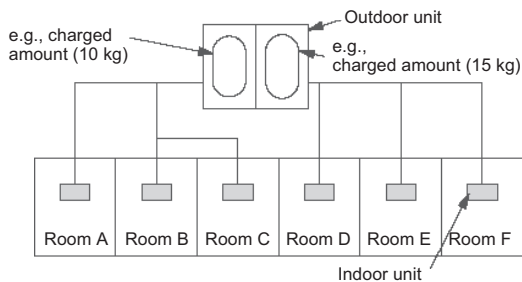 Outdoor unit
e.g., charged
amount (10 kg)
e.g.,
charged amount (15 kg)
Room A
Room B
Room C
Room D
Room E
Room F
Indoor unit